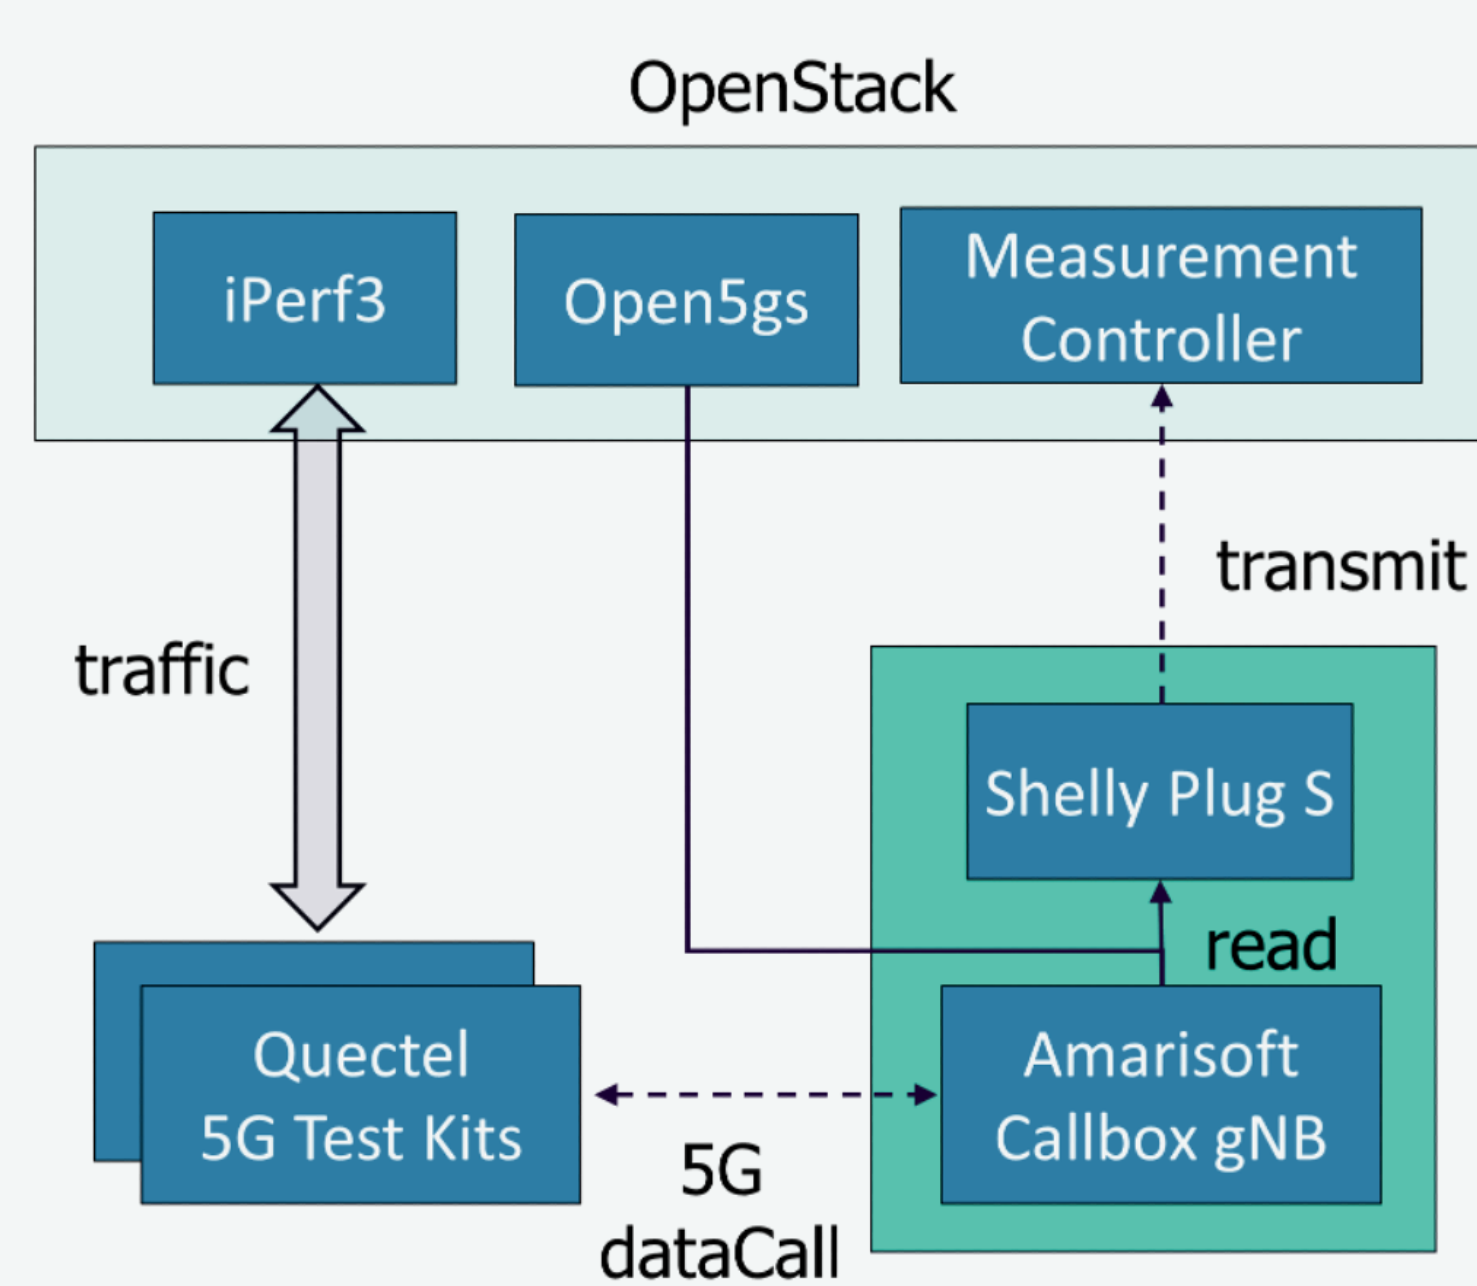 OpenStack
iPerf3
Open5gs
Measurement
Controller
transmit
traffic
Shelly Plug S
read
Quectel
5G Test Kits
Amarisoft
Callbox gNB
5G
dataCall